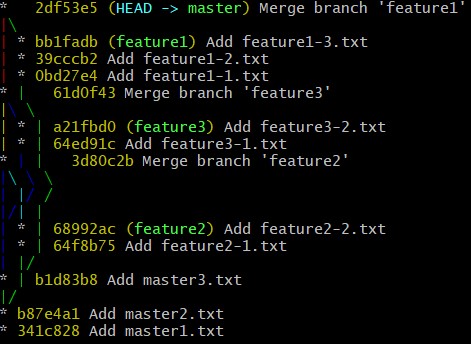 *   2df53e5 (HEAD -> master) Merge branch 'feature1'
|\
| * bb1fadb (feature1) Add feature1-3.txt
| * 39cccb2 Add feature1-2.txt
| * 0bd27e4 Add feature1-1.txt
* |   61d0f43 Merge branch 'feature3'
|\ \
| * | a21fbd0 (feature3) Add feature3-2.txt
| * | 64ed91c Add feature3-1.txt
* | |   3d80c2b Merge branch 'feature2'
|\ \ \
| |/ /
|/| |
| * | 68992ac (feature2) Add feature2-2.txt
| * | 64f8b75 Add feature2-1.txt
| |/
* | b1d83b8 Add master3.txt
|/
* b87e4a1 Add master2.txt
* 341c828 Add master1.txt